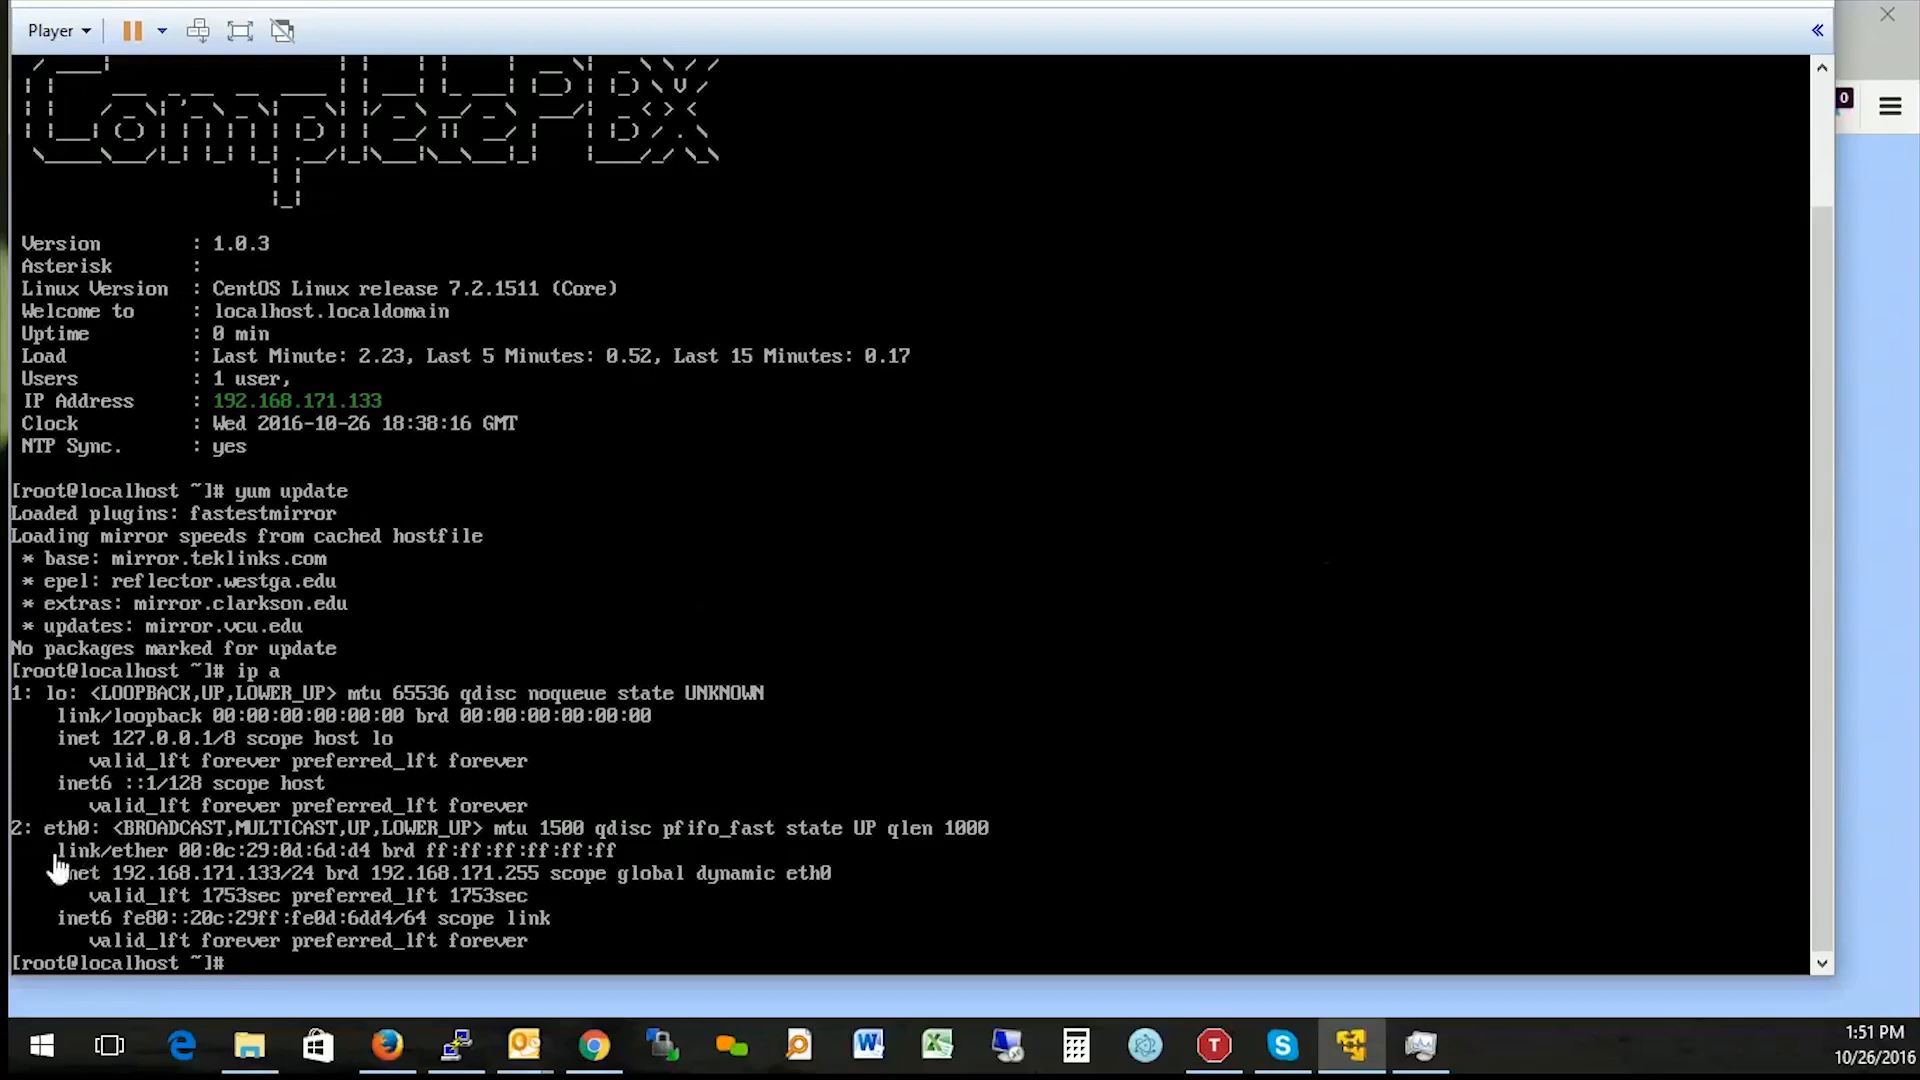 Player
0
CompletePBX
Version : 1.0.3
Asterisk :
Linux Version : CentOS Linux release 7.2.1511 (Core)
Welcome to : localhost.localdomain
Uptime : 0 min
Load : Last Minute: 2.23, Last 5 Minutes: 0.52, Last 15 Minutes: 0.17
Users : 1 user,
IP Address : 192.168.171.133
Clock : Wed 2016-10-26 18:38:16 GMT
NTP Sync. : yes
[root@localhost ~]# yum update
Loaded plugins: fastestmirror
Loading mirror speeds from cached hostfile
* base: mirror.teklinks.com
* epel: reflector.westga.edu
* extras: mirror.clarkson.edu
* updates: mirror.vcu.edu
No packages marked for update
[root@localhost ~]# ip a
1: lo: <LOOPBACK,UP,LOWER_UP> mtu 65536 qdisc noqueue state UNKNOWN
link/loopback 00:00:00:00:00:00 brd 00:00:00:00:00:00
inet 127.0.0.1/8 scope host lo
valid_lft forever preferred_lft forever
inet6 ::1/128 scope host
valid_lft forever preferred_lft forever
2: eth0: <BROADCAST,MULTICAST,UP,LOWER_UP> mtu 1500 qdisc pfifo_fast state UP qlen 1000
link/ether 00:0c:29:0d:6d:d4 brd ff:ff:ff:ff:ff:ff
inet 192.168.171.133/24 brd 192.168.171.255 scope global dynamic eth0
valid_lft 1753sec preferred_lft 1753sec
inet6 fe80::20c:29ff:fe0d:6dd4/64 scope link
valid_lft forever preferred_lft forever
[root@localhost ~]#
1:51 PM
10/26/2016